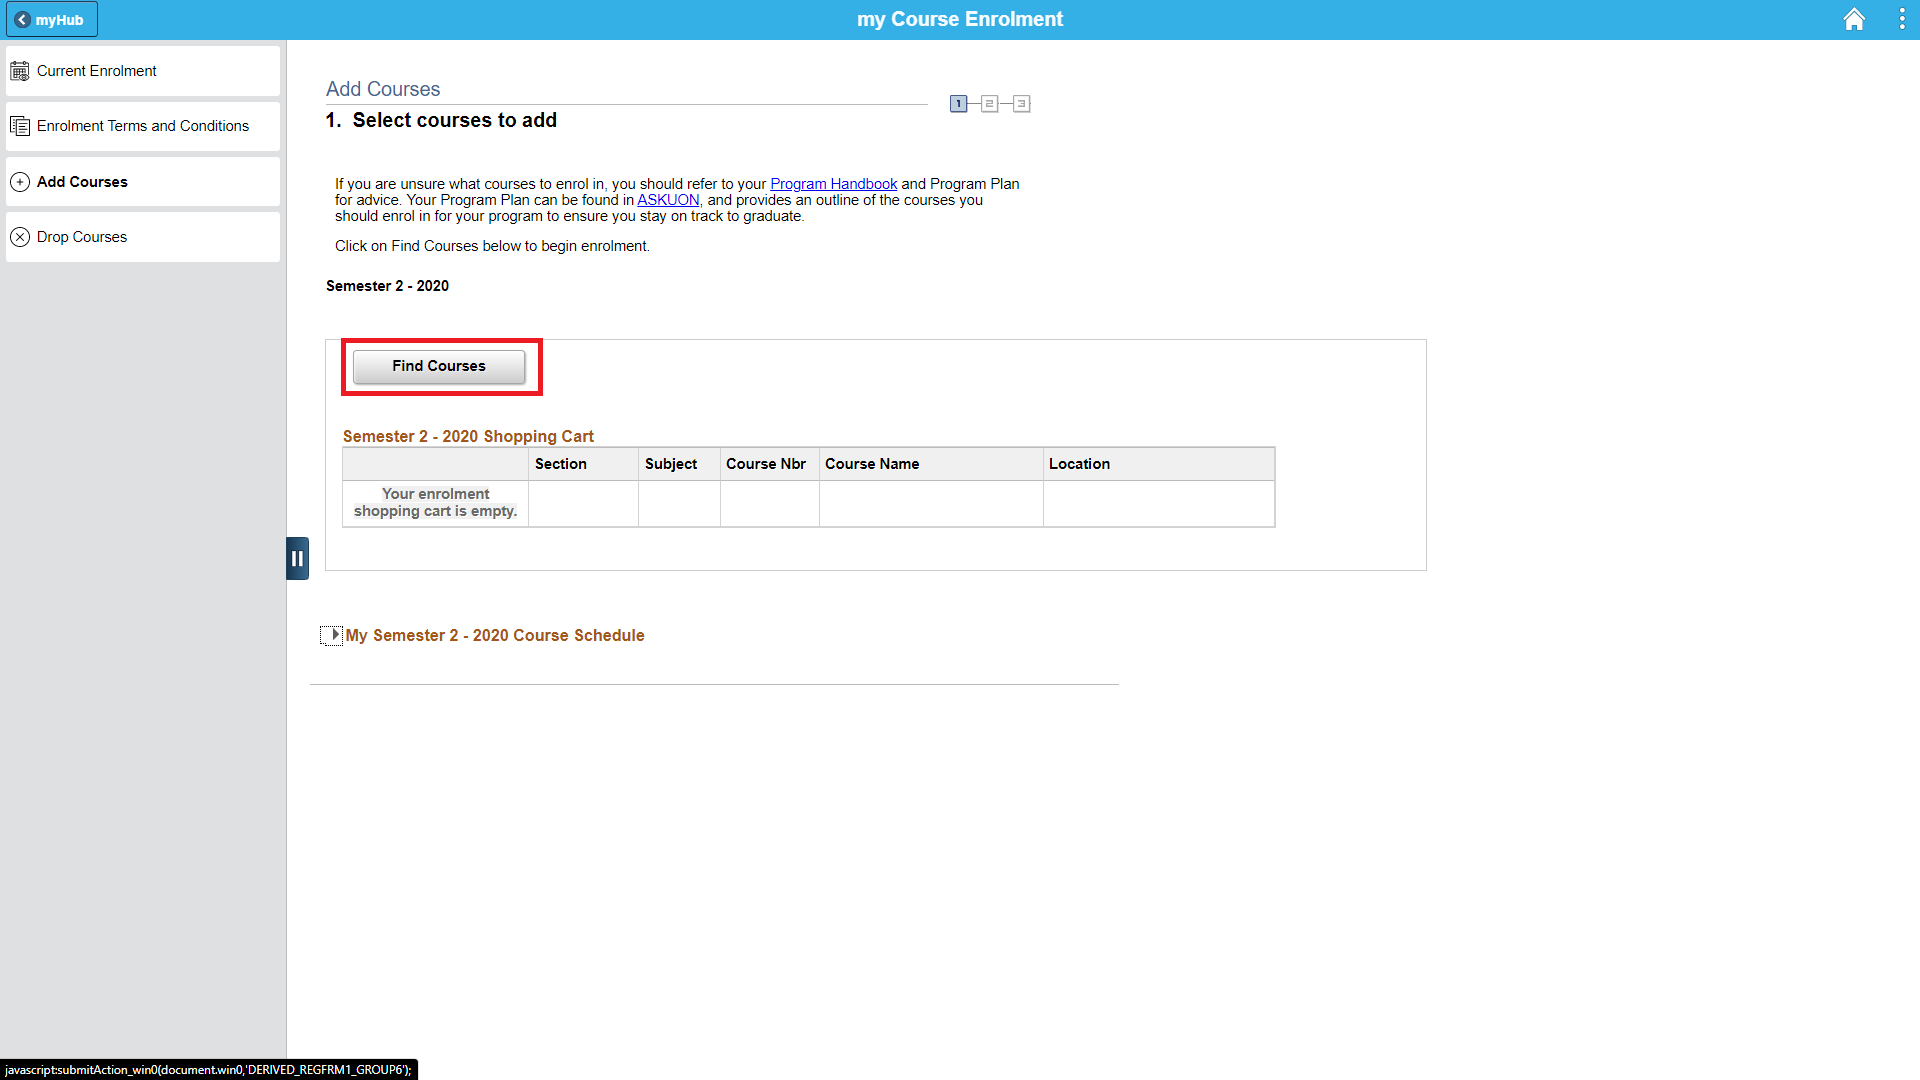 myHub
my Course Enrolment
Current Enrolment
Enrolment Terms and Conditions
Add Courses
Drop Courses
Add Courses
1 2 3
1. Select courses to add
If you are unsure what courses to enrol in, you should refer to your Program Handbook and Program Plan
for advice. Your Program Plan can be found in ASKUON, and provides an outline of the courses you
should enrol in for your program to ensure you stay on track to graduate.
Click on Find Courses below to begin enrolment.
Semester 2 - 2020
Find Courses
Semester 2 - 2020 Shopping Cart
Section Subject Course Nbr Course Name Location
Your enrolment
shopping cart is empty.
My Semester 2 - 2020 Course Schedule
javascript:submitAction_win0(document.win0,'DERIVED_REGFRM1_GROUP6');